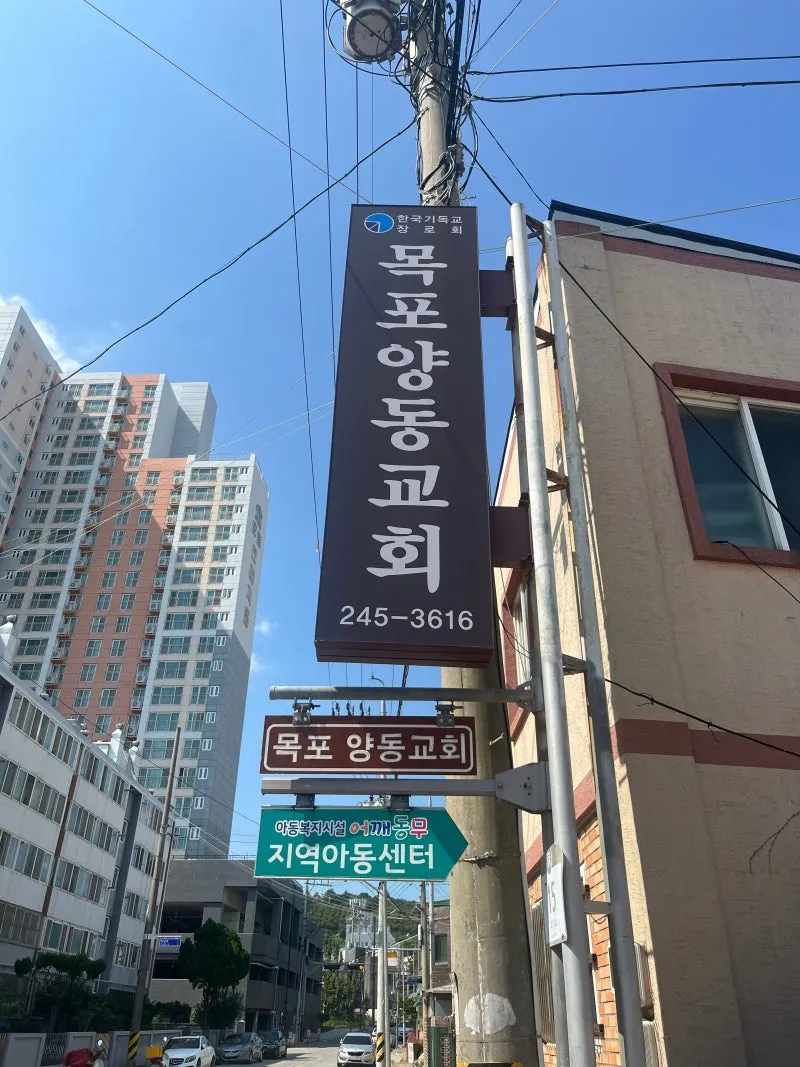 한국기독교
장로회
목포양동교회
245-3616
목포 양동교회
아동복지시설 어깨동무
지역아동센터